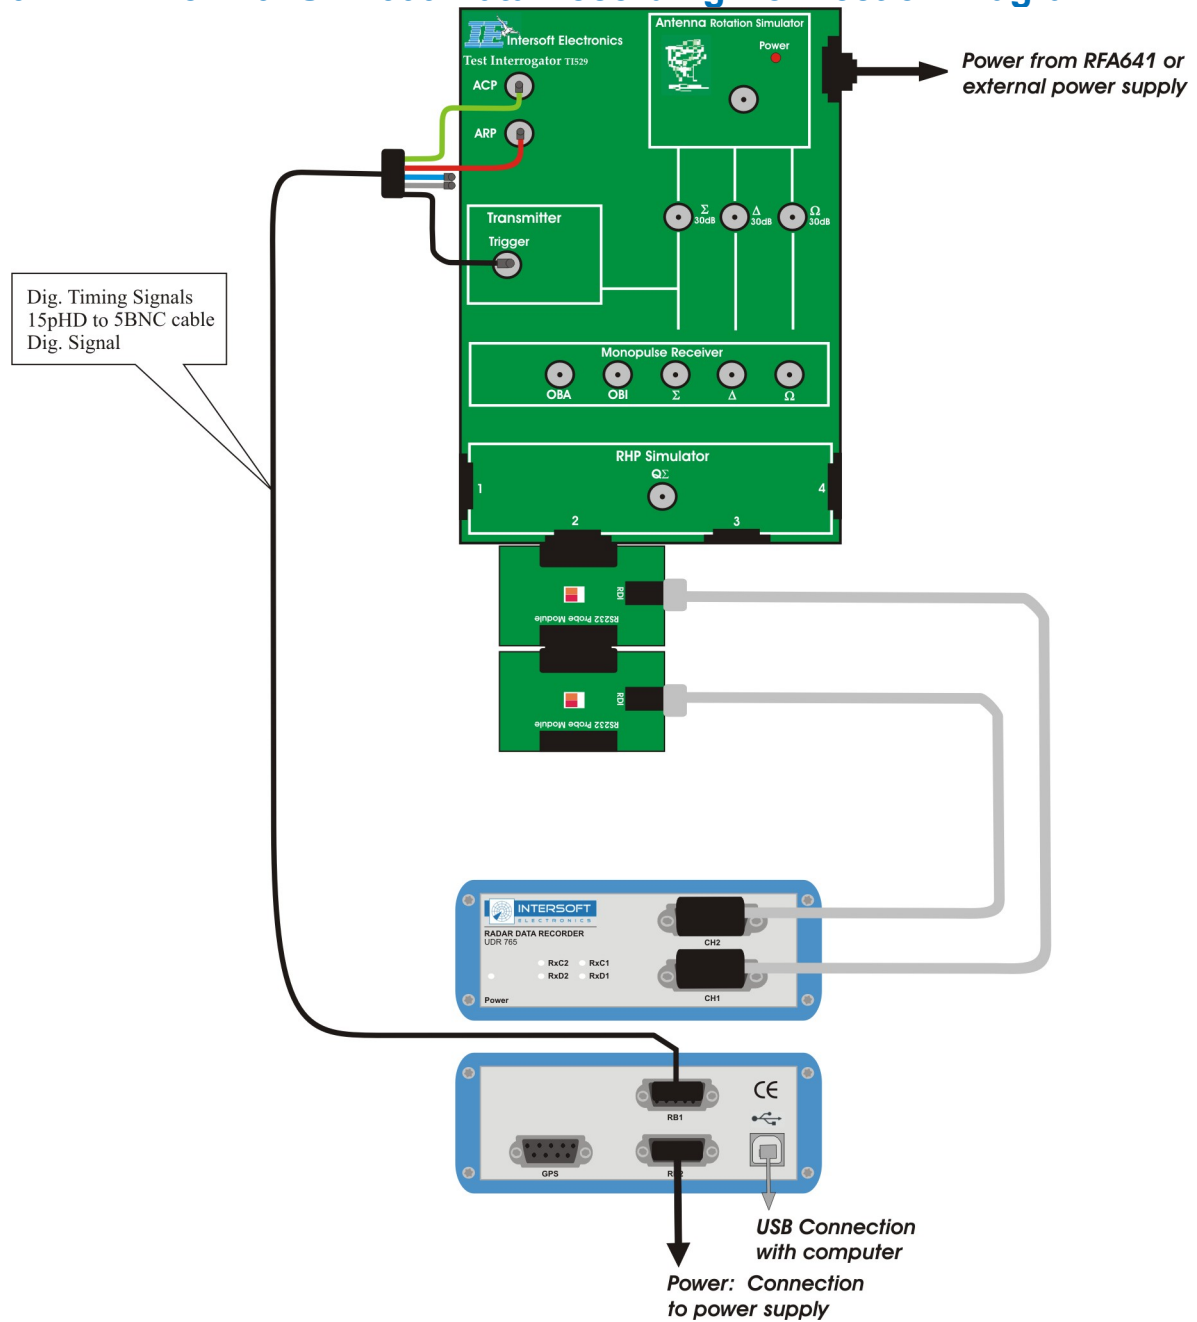 IE Intersoft Electronics
Test Interrogator TI529
Antenna Rotation Simulator
Power
Power from RFA641 or
external power supply
ACP
ARP
Transmitter
Trigger
Σ
30dB
Δ
30dB
Ω
30dB
Dig. Timing Signals
15pHD to 5BNC cable
Dig. Signal
Monopulse Receiver
OBA
OBI
Σ
Δ
Ω
RHP Simulator
QΣ
1
4
2
3
RDI
RS232 Probe Module
RDI
RS232 Probe Module
INTERSOFT
ELECTRONICS
RADAR DATA RECORDER
UDR 765
RxC2
RxC1
RxD2
RxD1
Power
CH2
CH1
RB1
CE
GPS
USB Connection
with computer
Power: Connection
to power supply